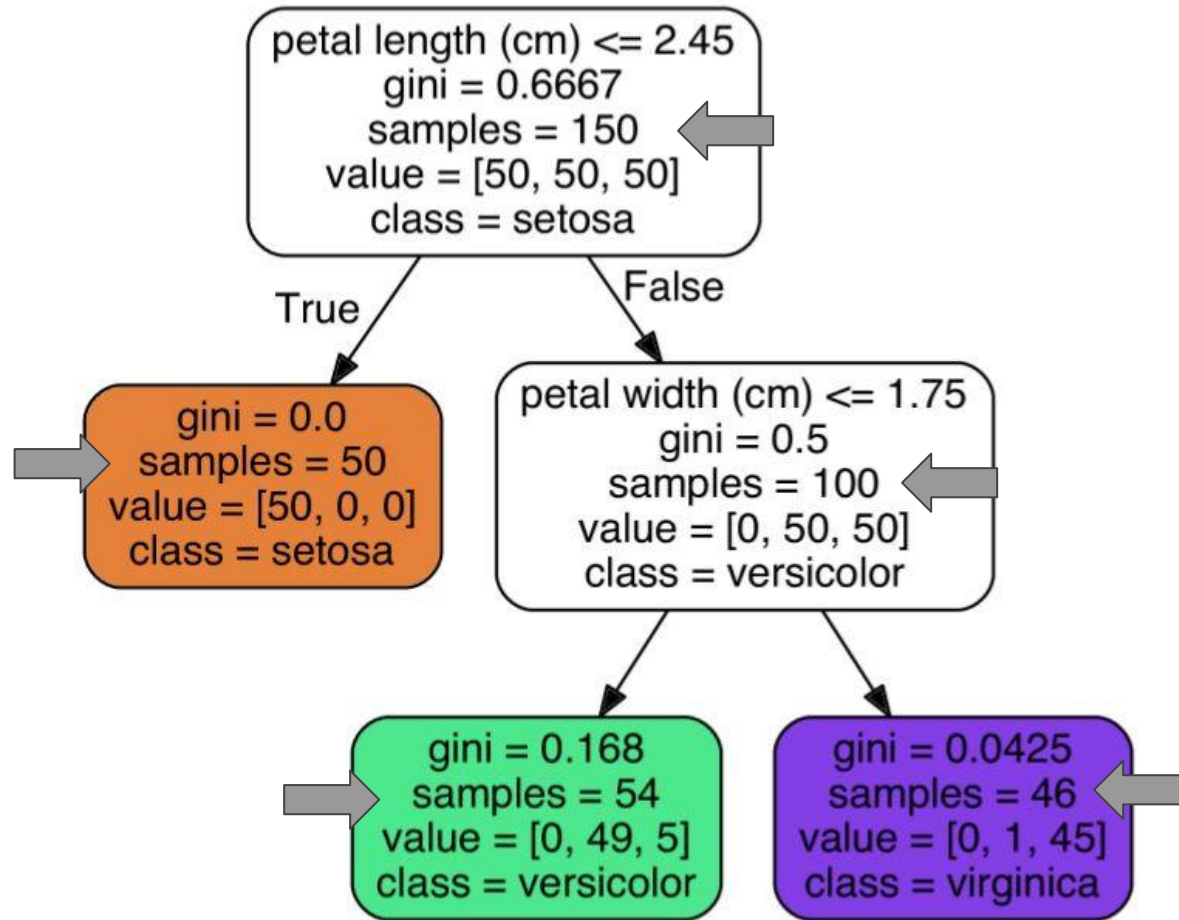 petal length (cm) <= 2.45
gini = 0.6667
samples = 150
value = [50, 50, 50]
class = setosa
True
False
gini = 0.0
samples = 50
value = [50, 0, 0]
class = setosa
petal width (cm) <= 1.75
gini = 0.5
samples = 100
value = [0, 50, 50]
class = versicolor
gini = 0.168
samples = 54
value = [0, 49, 5]
class = versicolor
gini = 0.0425
samples = 46
value = [0, 1, 45]
class = virginica